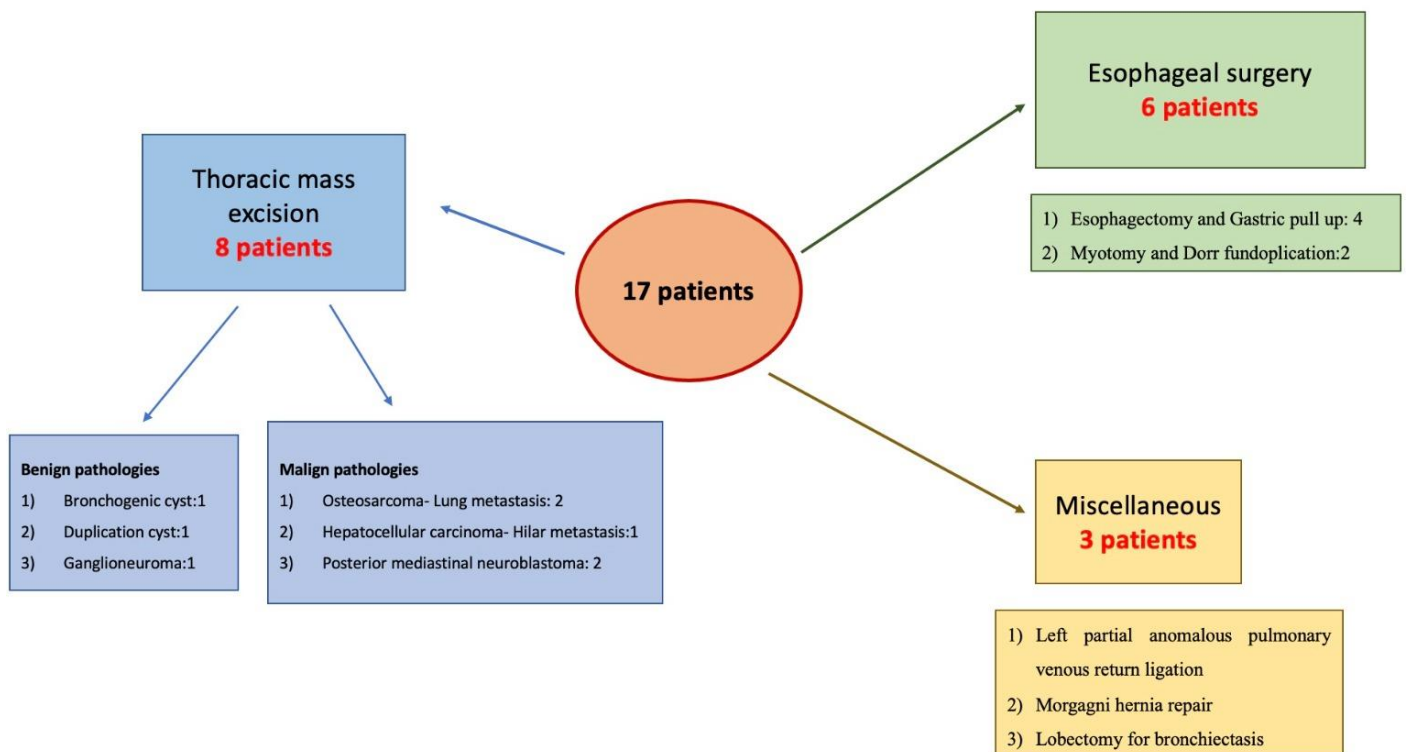 Esophageal surgery
6 patients
1) Esophagectomy and Gastric pull up: 4
2) Myotomy and Dorr fundoplication:2
Thoracic mass
excision
8 patients
17 patients
Benign pathologies
1) Bronchogenic cyst:1
2) Duplication cyst:1
3) Ganglioneuroma:1
Malign pathologies
1) Osteosarcoma- Lung metastasis: 2
2) Hepatocellular carcinoma- Hilar metastasis:1
3) Posterior mediastinal neuroblastoma: 2
Miscellaneous
3 patients
1) Left partial anomalous pulmonary
venous return ligation
2) Morgagni hernia repair
3) Lobectomy for bronchiectasis